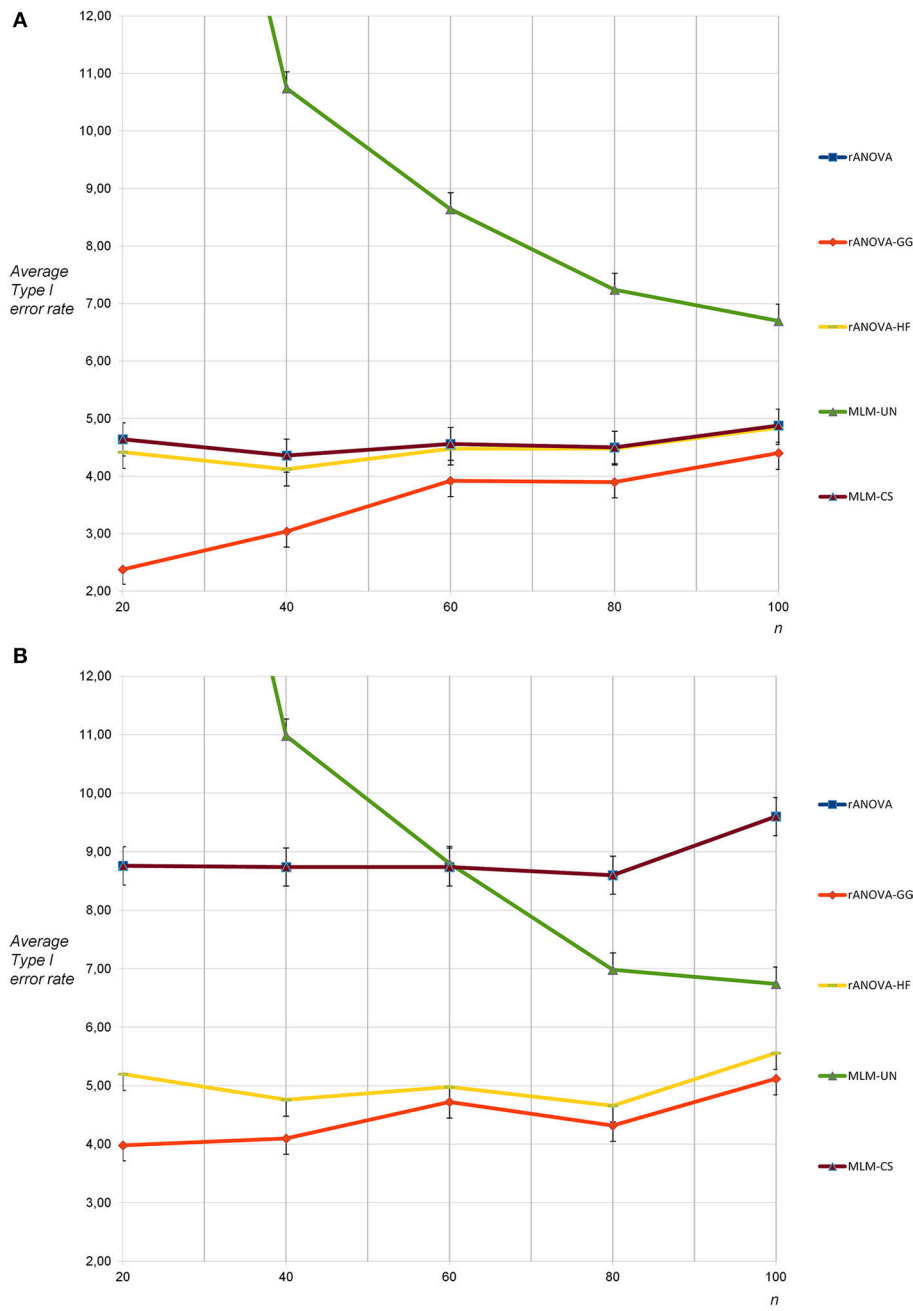 A
12,00
11,00
10,00
9,00
8,00
Average
Type I
error rate
7,00
6,00
5,00
4,00
3,00
2,00
20
40
60
80
100
n
rANOVA
rANOVA-GG
rANOVA-HF
MLM-UN
MLM-CS
B
12,00
11,00
10,00
9,00
8,00
Average
Type I
error rate
7,00
6,00
5,00
4,00
3,00
2,00
20
40
60
80
100
n
rANOVA
rANOVA-GG
rANOVA-HF
MLM-UN
MLM-CS